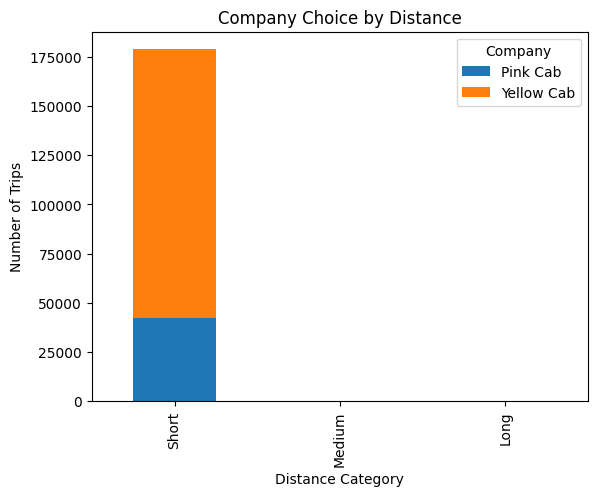 Company Choice by Distance
Company
Pink Cab
Yellow Cab
Number of Trips
175000
150000
125000
100000
75000
50000
25000
0
Short
Medium
Long
Distance Category